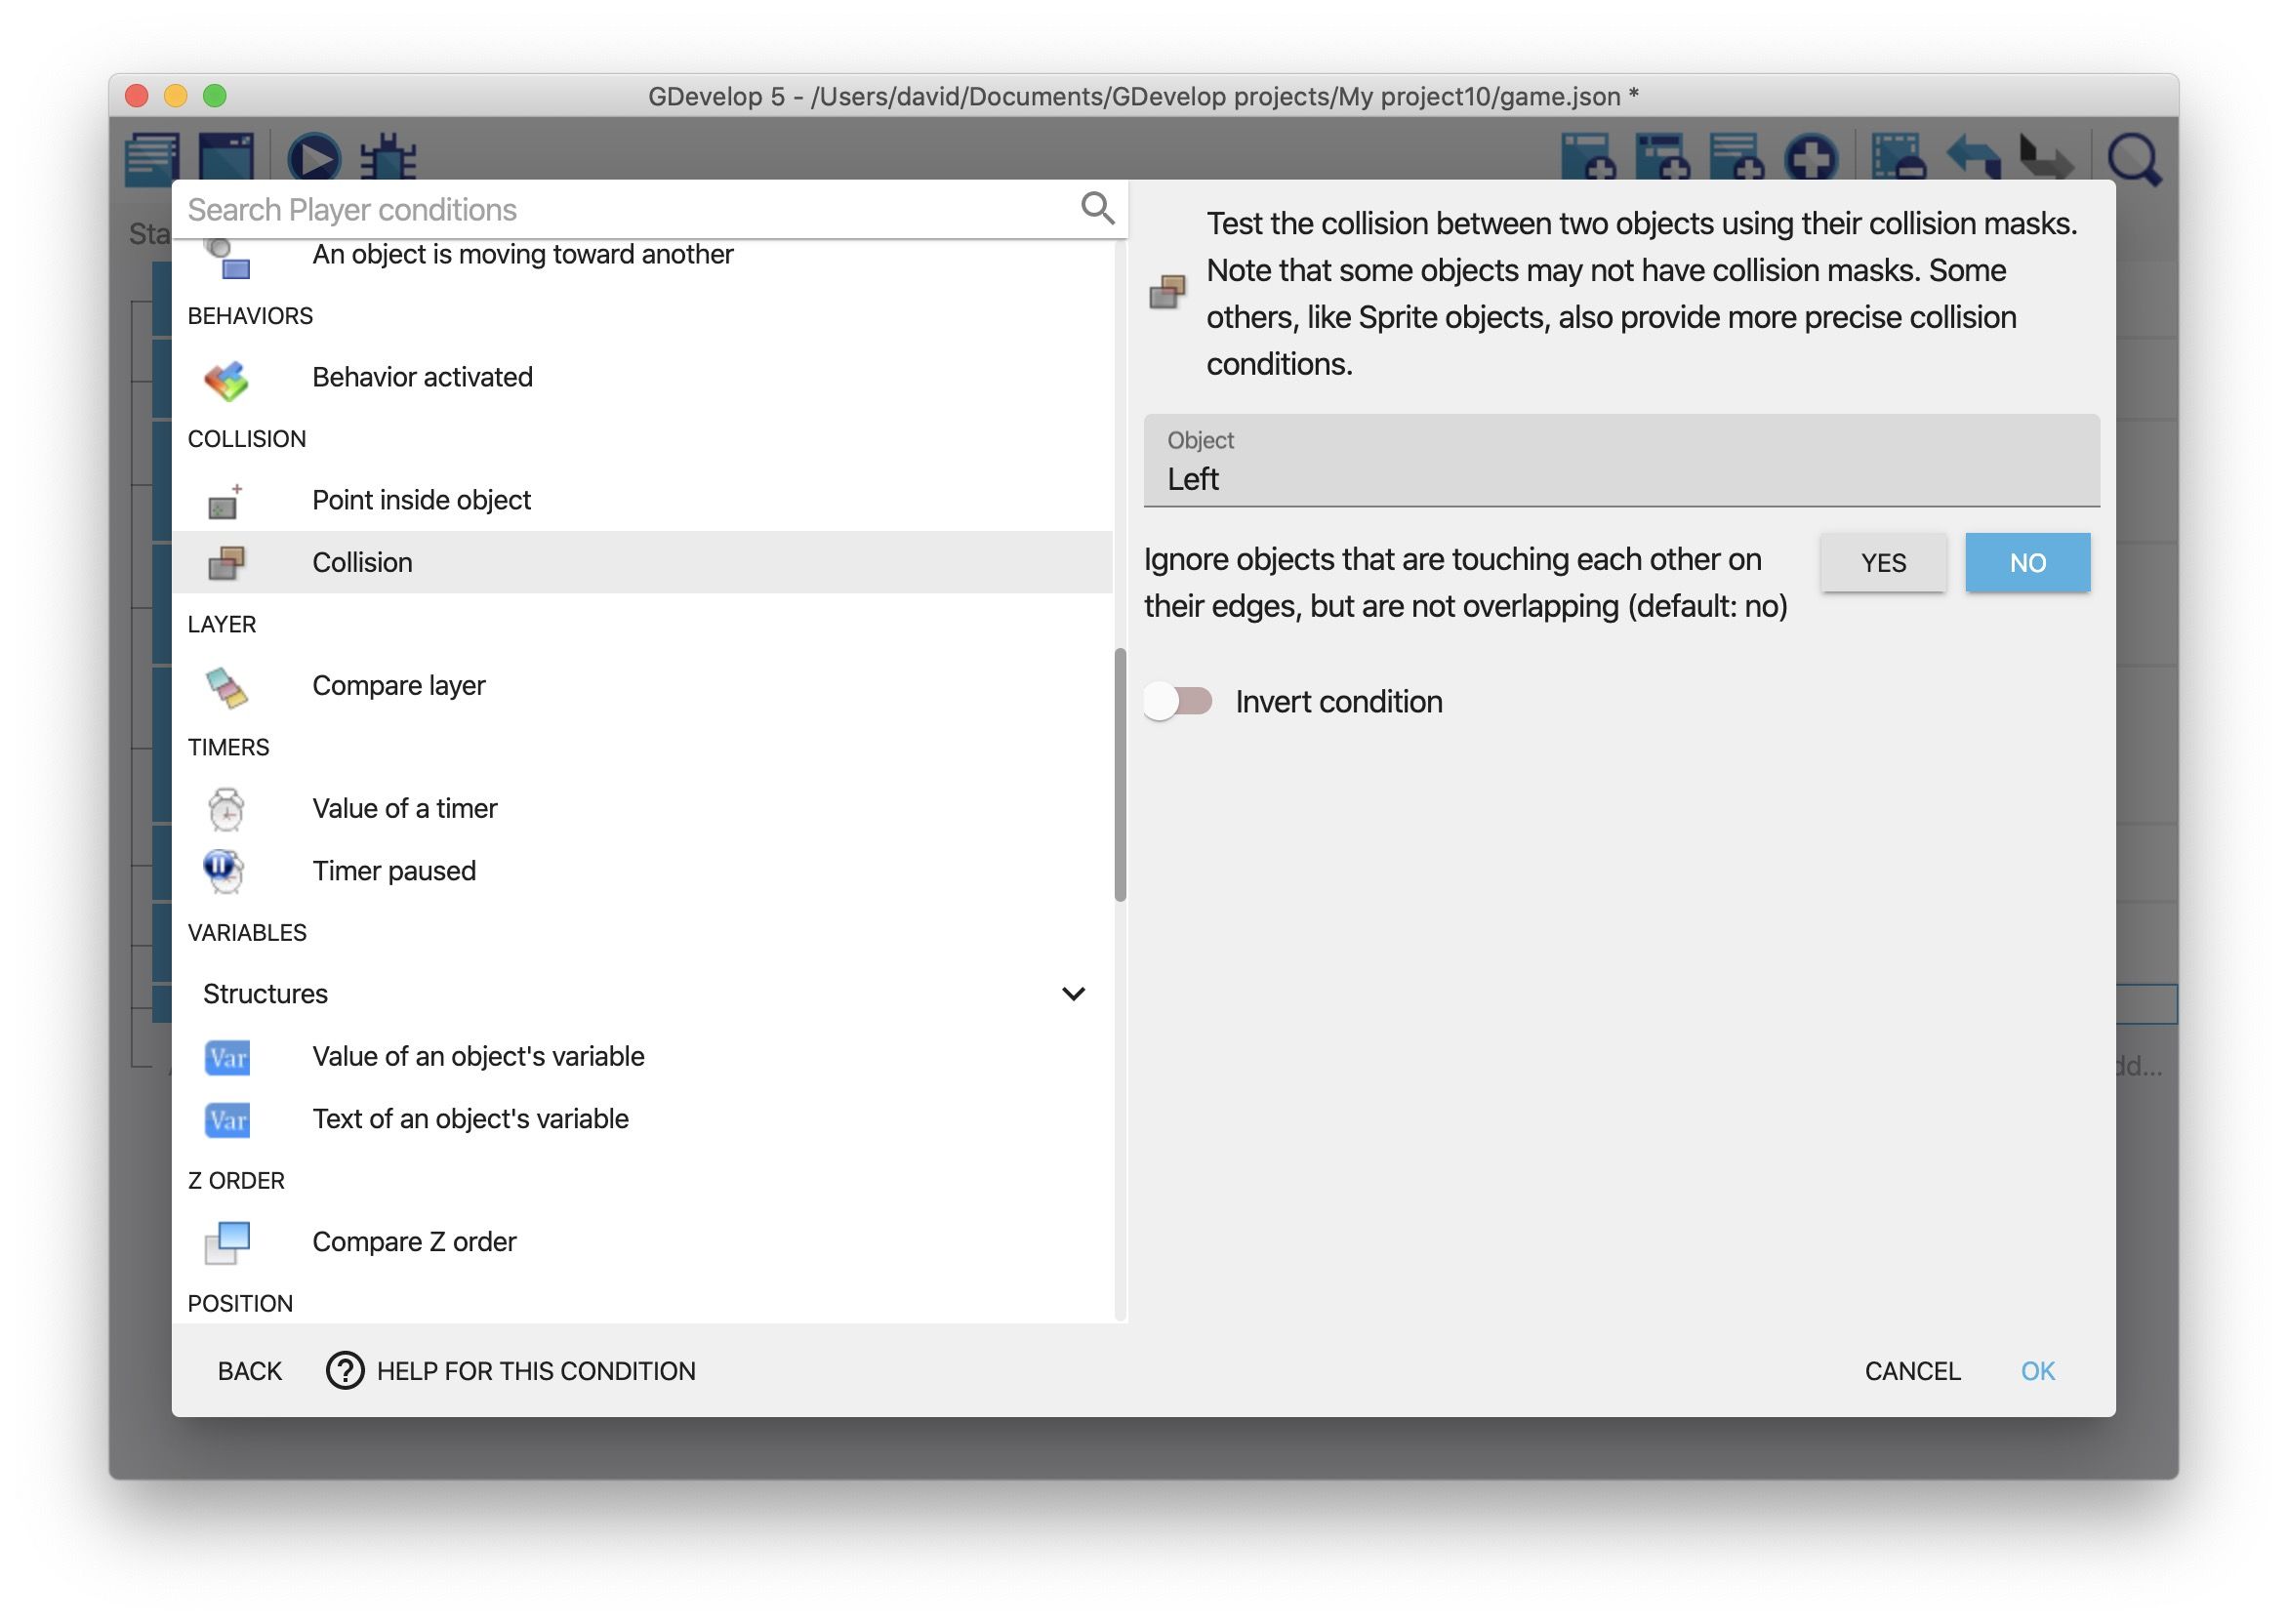 GDevelop 5 - /Users/david/Documents/GDevelop projects/My project10/game.json *
Sta
Search Player conditions
An object is moving toward another
BEHAVIORS
Behavior activated
COLLISION
Point inside object
Collision
LAYER
Compare layer
TIMERS
Value of a timer
Timer paused
VARIABLES
Structures
Var Value of an object's variable
Var Text of an object's variable
Z ORDER
Compare Z order
POSITION
Test the collision between two objects using their collision masks.
Note that some objects may not have collision masks. Some
others, like Sprite objects, also provide more precise collision
conditions.
Object
Left
Ignore objects that are touching each other on
their edges, but are not overlapping (default: no)
YES NO
Invert condition
dd...
BACK ? HELP FOR THIS CONDITION
CANCEL OK